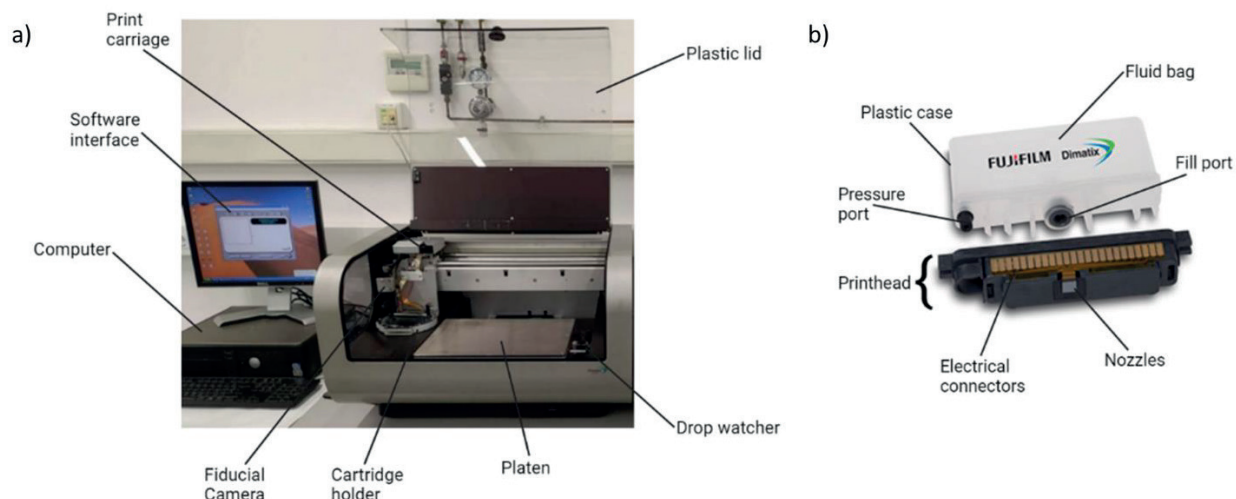 a)
Print
carriage
Plastic lid
Software
interface
Computer
Fiducial
Camera
Cartridge
holder
Platen
Drop watcher
b)
Fluid bag
Plastic case
FUJIFILM Dimatix
Fill port
Pressure
port
Printhead
Electrical
connectors
Nozzles